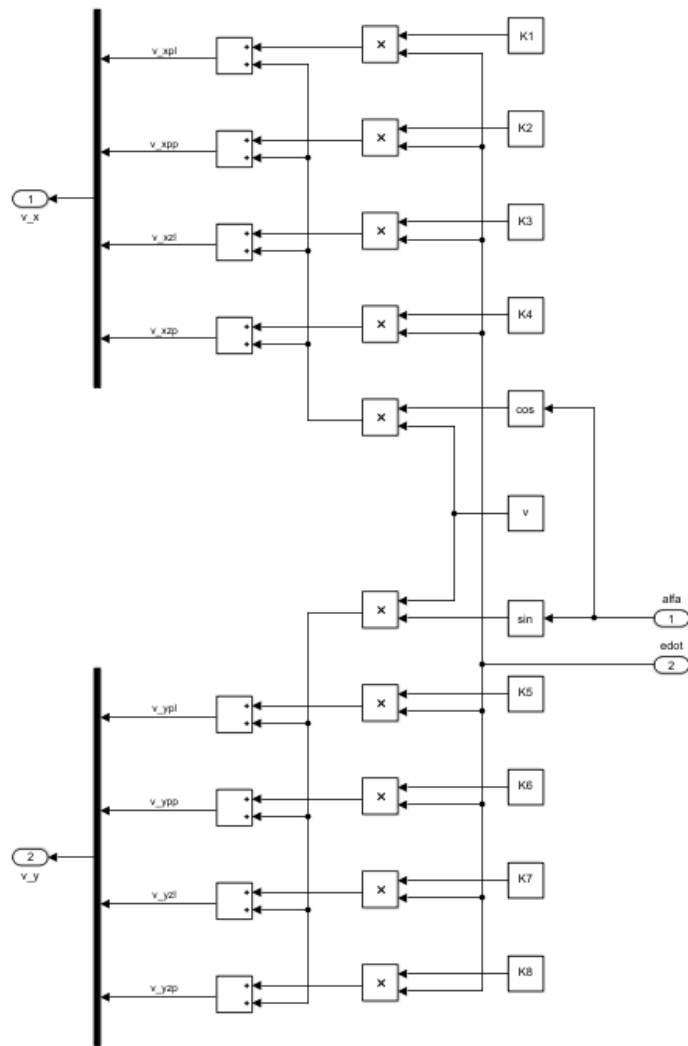 K1
v_xpl
+
+
×
K2
v_xpp
+
+
×
1
v_x
K3
v_xzl
+
+
×
K4
v_xzp
+
+
×
×
cos
v
×
sin
alfa
1
edot
2
K5
v_ypl
+
+
×
K6
v_ypp
+
+
×
2
v_y
K7
v_yzl
+
+
×
K8
v_yzp
+
+
×